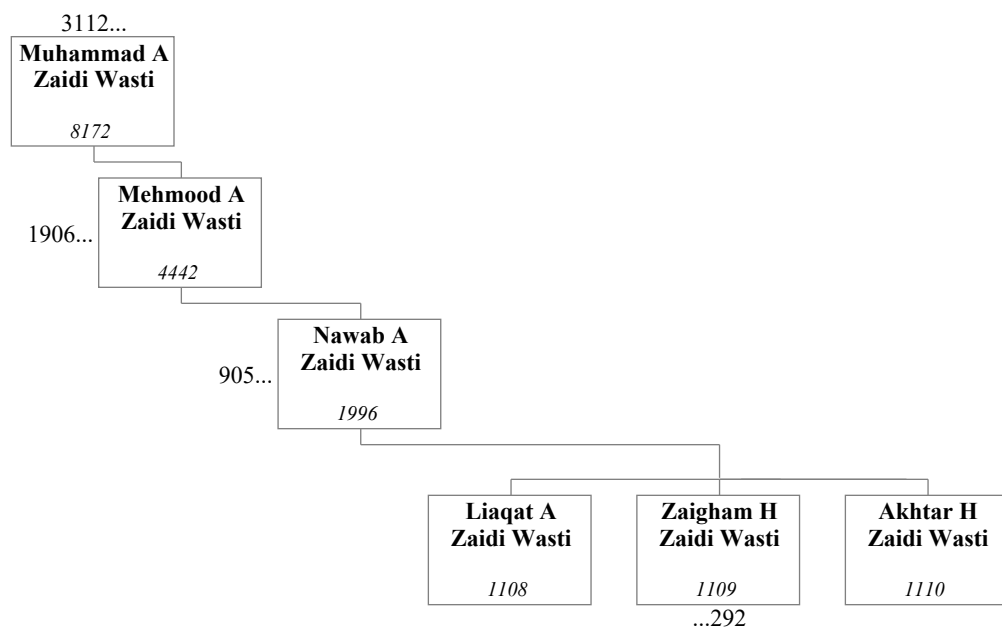 3112...
Muhammad A
Zaidi Wasti
8172
1906...
Mehmood A
Zaidi Wasti
4442
905...
Nawab A
Zaidi Wasti
1996
Liaqat A
Zaidi Wasti
1108
Zaigham H
Zaidi Wasti
1109
...292
Akhtar H
Zaidi Wasti
1110